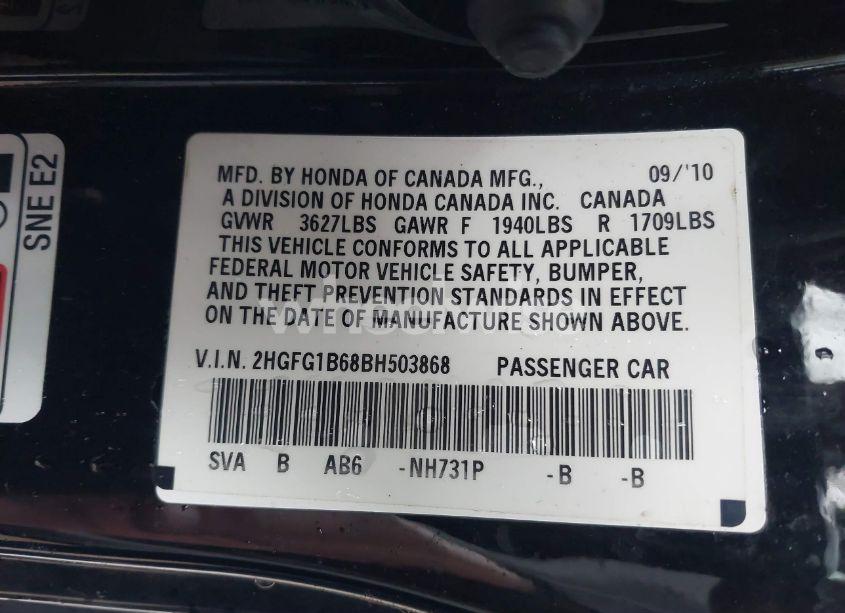 MFD. BY HONDA OF CANADA MFG., 09/'10
A DIVISION OF HONDA CANADA INC. CANADA
GVWR 3627LBS GAWR F 1940LBS R 1709LBS
THIS VEHICLE CONFORMS TO ALL APPLICABLE
FEDERAL MOTOR VEHICLE SAFETY, BUMPER,
AND THEFT PREVENTION STANDARDS IN EFFECT
ON THE DATE OF MANUFACTURE SHOWN ABOVE.
V.I.N. 2HGFG1B68BH503868 PASSENGER CAR
SVA B AB6 -NH731P -B -B
SNE E2